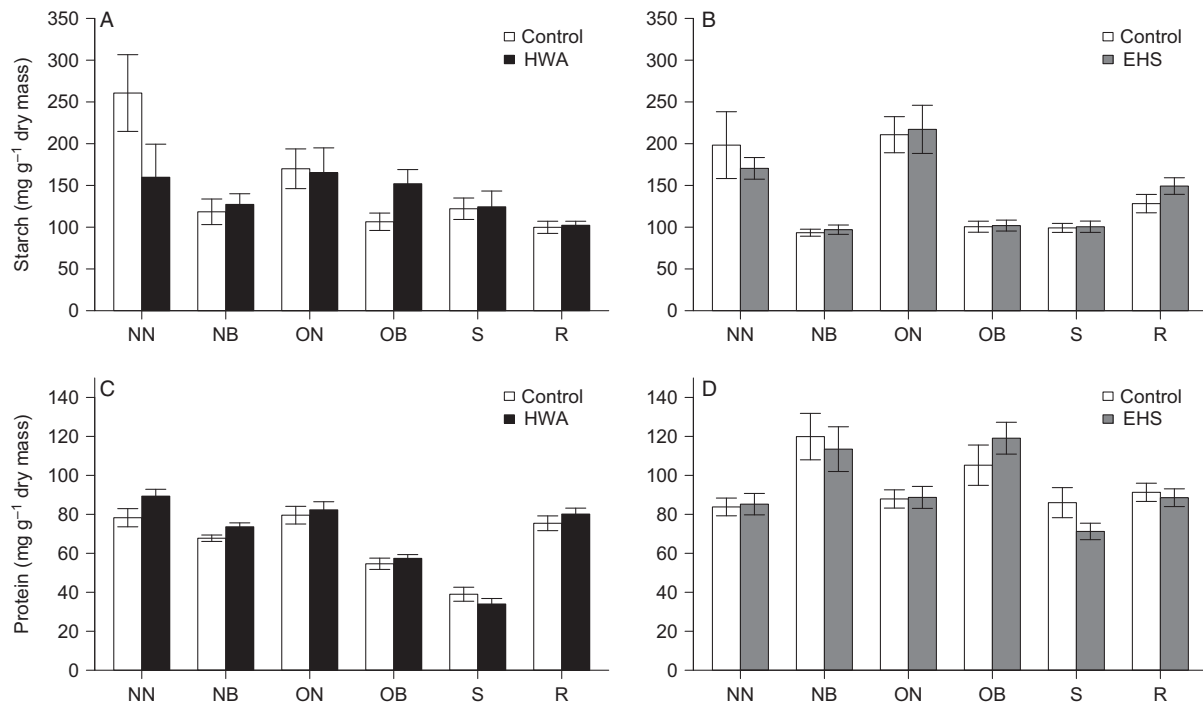 A
B
350
300
250
200
150
100
50
0
Starch (mg g⁻¹ dry mass)
Control
HWA
NN NB ON OB S R
350
300
250
200
150
100
50
0
Control
EHS
NN NB ON OB S R
C
D
140
120
100
80
60
40
20
0
Protein (mg g⁻¹ dry mass)
Control
HWA
NN NB ON OB S R
140
120
100
80
60
40
20
0
Control
EHS
NN NB ON OB S R